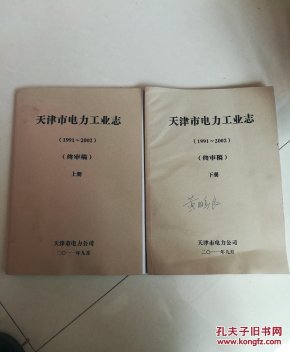 天津市电力工业志
（1991～2002）
（终审稿）
上册
天津市电力公司
二〇一一年九月
天津市电力工业志
（1991～2002）
（终审稿）
下册
天津市电力公司
二〇一一年九月
孔夫子旧书网